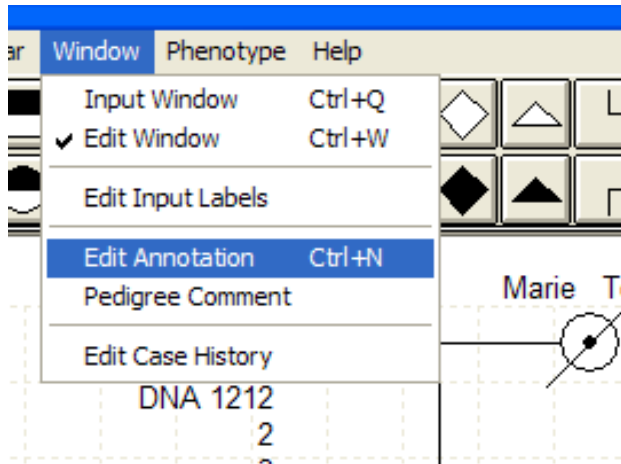 ar Window Phenotype Help
Input Window Ctrl+Q
Edit Window Ctrl+W
Edit Input Labels
Edit Annotation Ctrl+N
Pedigree Comment
Edit Case History
Marie
DNA 1212
2